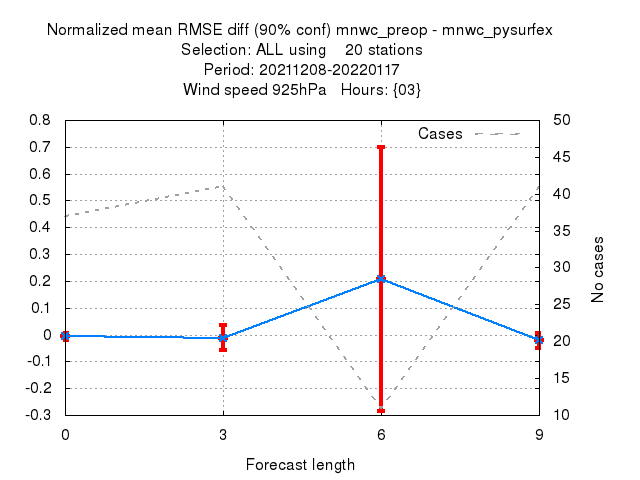 Normalized mean RMSE diff (90% conf) mnwc_preop - mnwc_pysurfex
Selection: ALL using 20 stations
Period: 20211208-20220117
Wind speed 925hPa Hours: {03}
Cases
0.8
0.7
0.6
0.5
0.4
0.3
0.2
0.1
0
-0.1
-0.2
-0.3
50
45
40
35
30
25
20
15
10
No cases
0 3 6 9
Forecast length